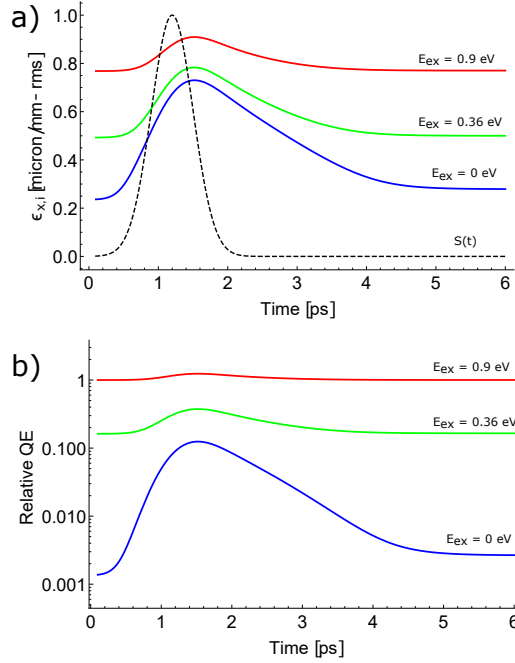 a)
ϵx,i [micron/mm- rms]
1.0
0.8
0.6
0.4
0.2
0.0
Eex = 0.9 eV
Eex = 0.36 eV
Eex = 0 eV
S(t)
0 1 2 3 4 5 6
Time [ps]
b)
Relative QE
1
0.100
0.010
0.001
Eex = 0.9 eV
Eex = 0.36 eV
Eex = 0 eV
0 1 2 3 4 5 6
Time [ps]